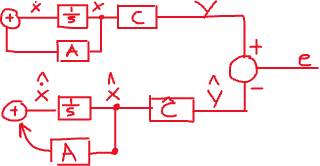 + ẋ 1/s x C y
A
+
e
−
+ x̂̇ 1/s x̂ Ĉ ŷ
A